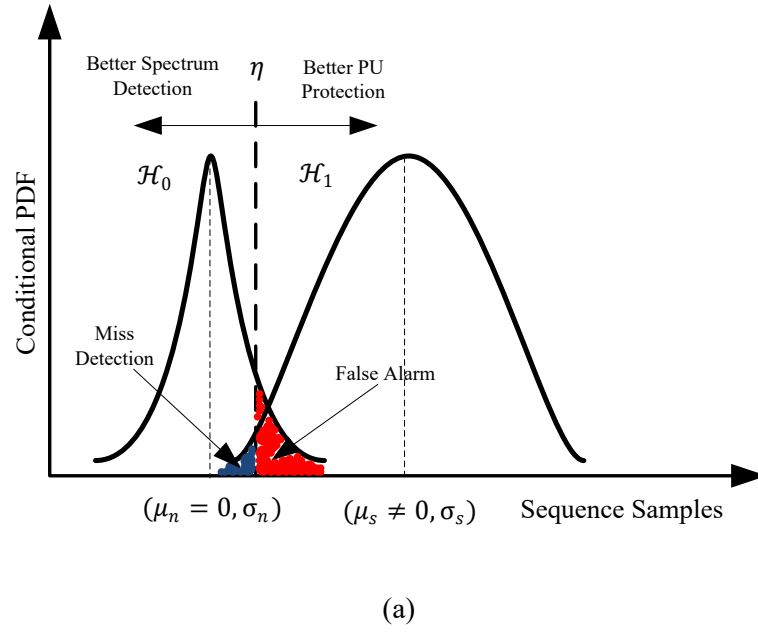 Better Spectrum
Detection
η
Better PU
Protection
ℋ₀
ℋ₁
Conditional PDF
Miss
Detection
False Alarm
(μₙ = 0, σₙ)
(μₛ ≠ 0, σₛ)
Sequence Samples
(a)